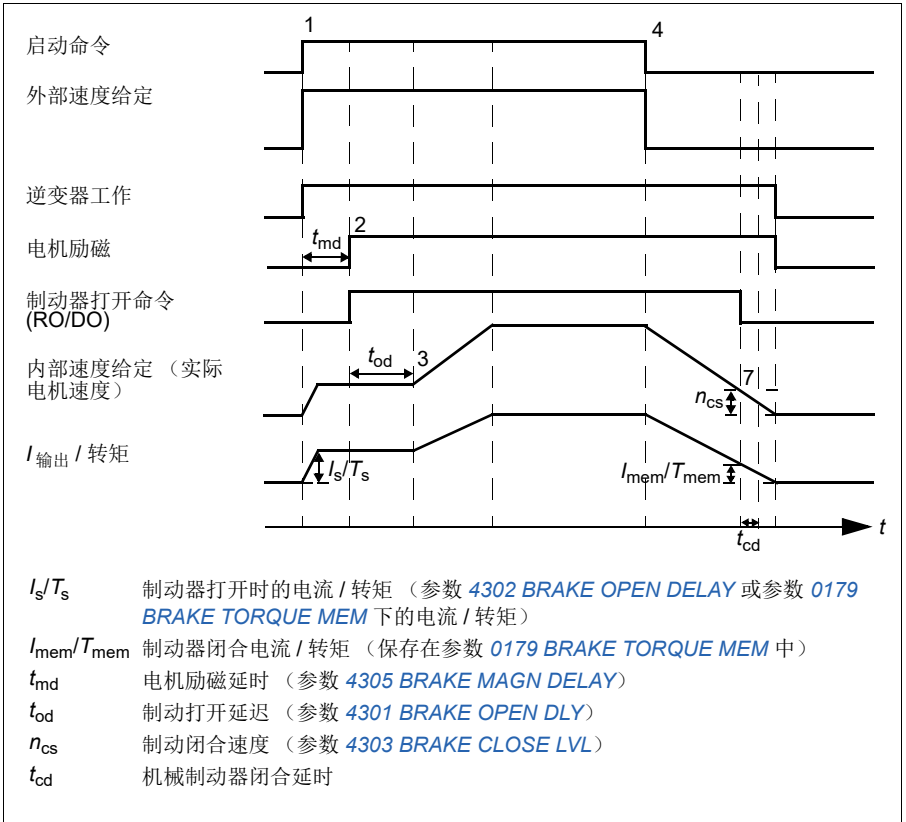 1
4
启动命令
外部速度给定
逆变器工作
2
tmd
电机励磁
制动器打开命令
(RO/DO)
tod
3
内部速度给定 （实际
电机速度）
7
ncs
I 输出 / 转矩
Is/Ts
Imem/Tmem
t
tcd
Is/Ts 制动器打开时的电流 / 转矩 （参数 4302 BRAKE OPEN DELAY 或参数 0179
BRAKE TORQUE MEM 下的电流 / 转矩）
Imem/Tmem 制动器闭合电流 / 转矩 （保存在参数 0179 BRAKE TORQUE MEM 中）
tmd 电机励磁延时 （参数 4305 BRAKE MAGN DELAY）
tod 制动打开延迟 （参数 4301 BRAKE OPEN DLY）
ncs 制动闭合速度 （参数 4303 BRAKE CLOSE LVL）
tcd 机械制动器闭合延时